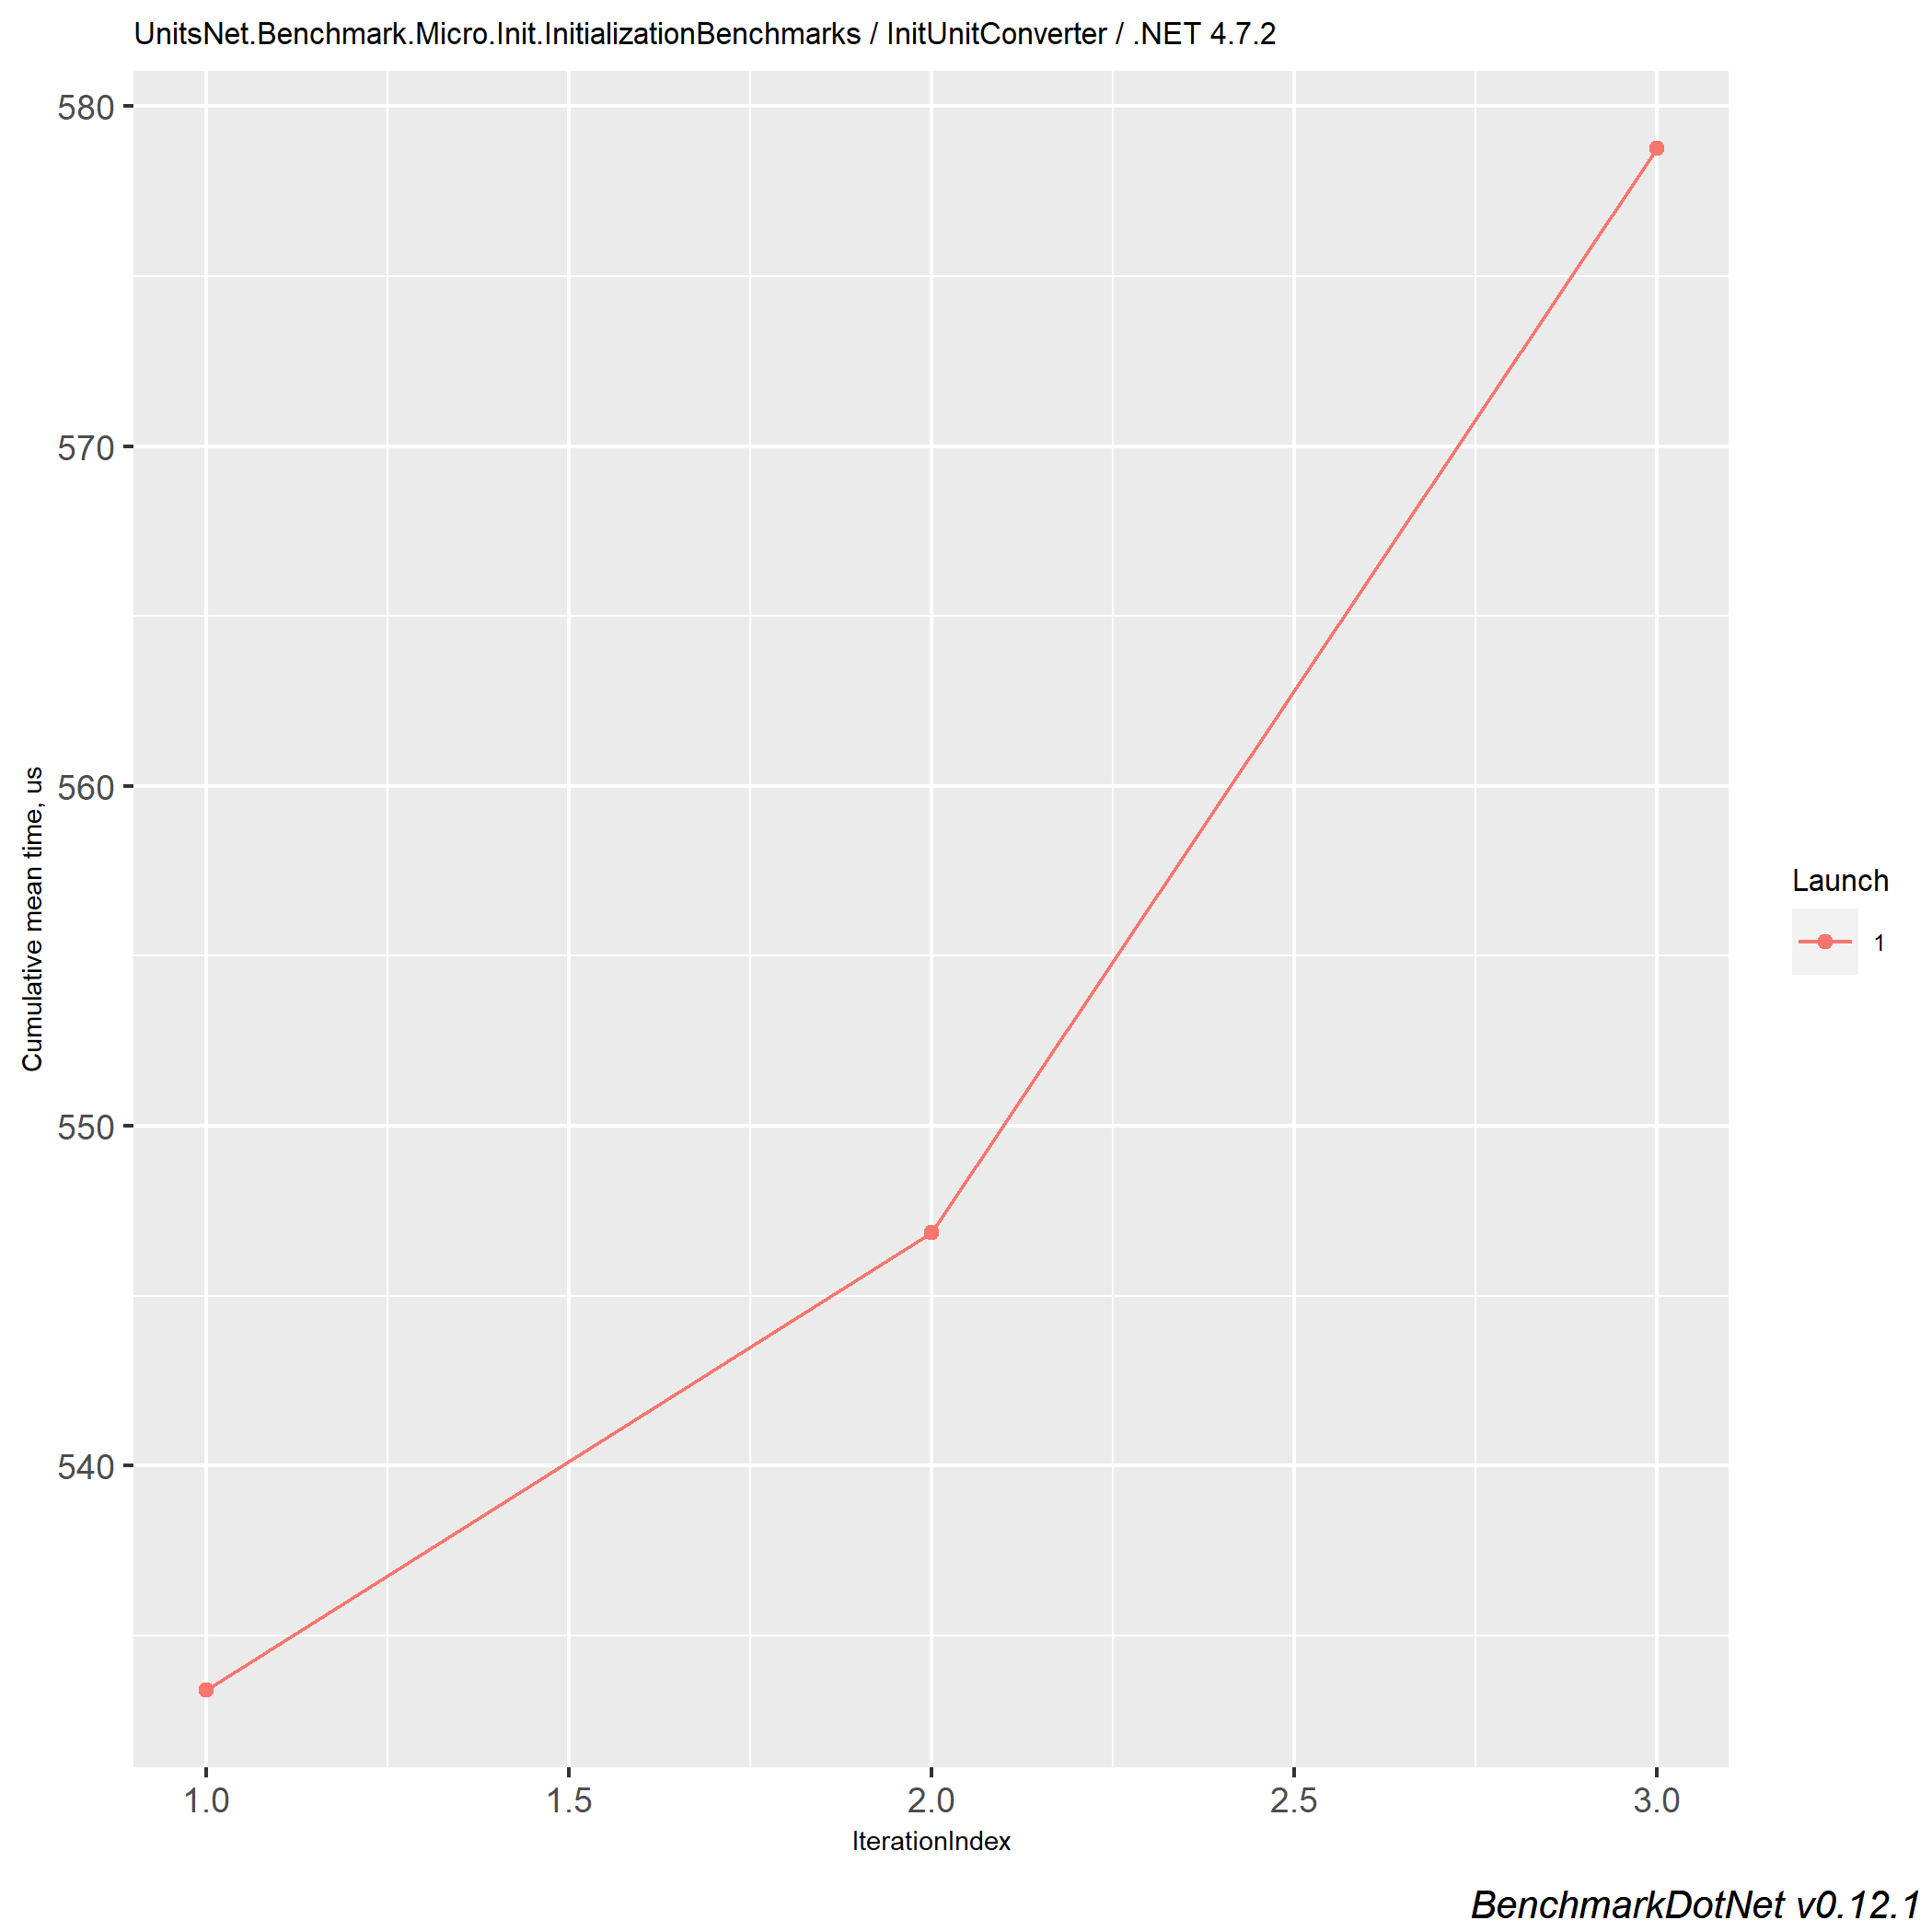 UnitsNet.Benchmark.Micro.Init.InitializationBenchmarks / InitUnitConverter / .NET 4.7.2
580
570
560
550
540
Cumulative mean time, us
1.0 1.5 2.0 2.5 3.0
IterationIndex
Launch
1
BenchmarkDotNet v0.12.1